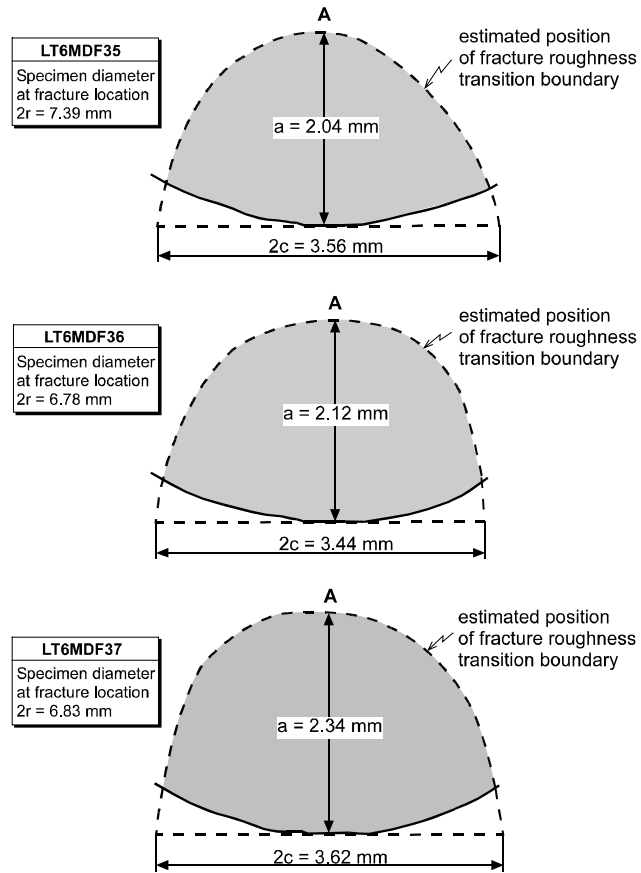 A
LT6MDF35
Specimen diameter
at fracture location
2r = 7.39 mm
estimated position
of fracture roughness
transition boundary
a = 2.04 mm
2c = 3.56 mm
A
LT6MDF36
Specimen diameter
at fracture location
2r = 6.78 mm
estimated position
of fracture roughness
transition boundary
a = 2.12 mm
2c = 3.44 mm
A
LT6MDF37
Specimen diameter
at fracture location
2r = 6.83 mm
estimated position
of fracture roughness
transition boundary
a = 2.34 mm
2c = 3.62 mm